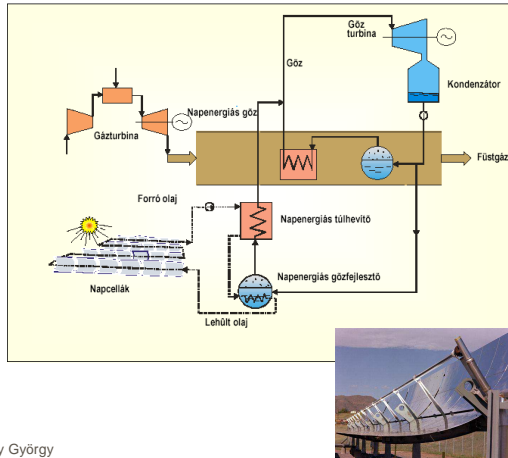 Gőz
turbina
Gőz
Kondenzátor
Napenergiás gőz
Gázturbina
Füstgáz
Forró olaj
Napenergiás túlhevítő
Napenergiás gőzfejlesztő
Napcellák
Lehűlt olaj
y György